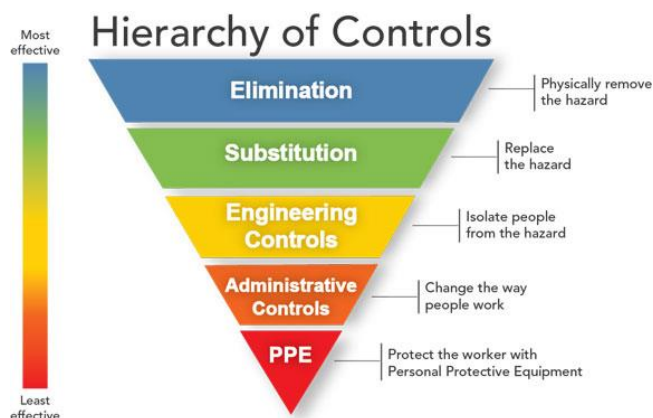 Hierarchy of Controls
Most
effective
Elimination
Physically remove
the hazard
Substitution
Replace
the hazard
Engineering
Controls
Isolate people
from the hazard
Administrative
Controls
Change the way
people work
PPE
Protect the worker with
Personal Protective Equipment
Least
effective